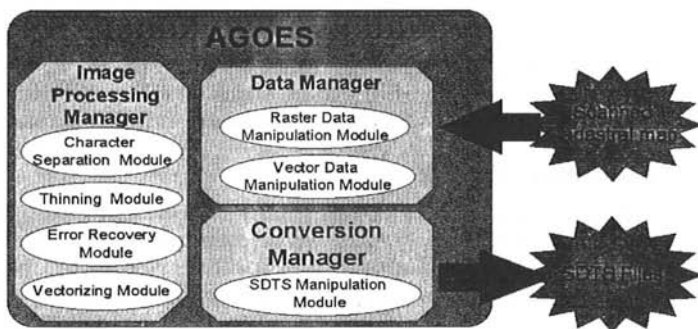 AGOES
Image
Processing
Manager
Character
Separation Module
Thinning Module
Error Recovery
Module
Vectorizing Module
Data Manager
Raster Data
Manipulation Module
Vector Data
Manipulation Module
Conversion
Manager
SDTS Manipulation
Module
Scanned
cadastral map
SDTS Files